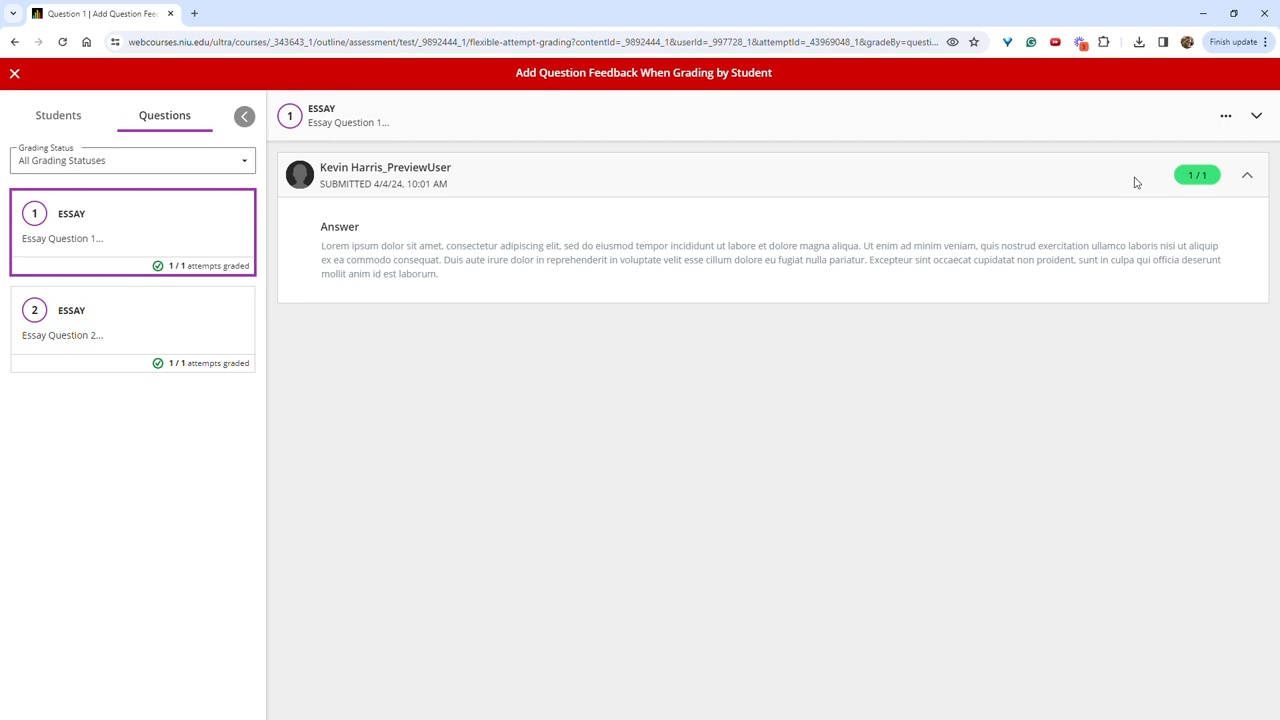 Question 1 | Add Question Fee
webcourses.niu.edu/ultra/courses/_343643_1/outline/assessment/test/_9892444_1/flexible-attempt-grading?contentId=_9892444_1&userId=_997728_1&attemptId=_43969048_1&gradeBy=questi...
3
Finish update
Add Question Feedback When Grading by Student
Students
Questions
Grading Status
All Grading Statuses
1
ESSAY
Essay Question 1...
1 / 1 attempts graded
2
ESSAY
Essay Question 2...
1 / 1 attempts graded
1
ESSAY
Essay Question 1...
Kevin Harris_PreviewUser
SUBMITTED 4/4/24, 10:01 AM
1 / 1
Answer
Lorem ipsum dolor sit amet, consectetur adipiscing elit, sed do eiusmod tempor incididunt ut labore et dolore magna aliqua. Ut enim ad minim veniam, quis nostrud exercitation ullamco laboris nisi ut aliquip
ex ea commodo consequat. Duis aute irure dolor in reprehenderit in voluptate velit esse cillum dolore eu fugiat nulla pariatur. Excepteur sint occaecat cupidatat non proident, sunt in culpa qui officia deserunt
mollit anim id est laborum.